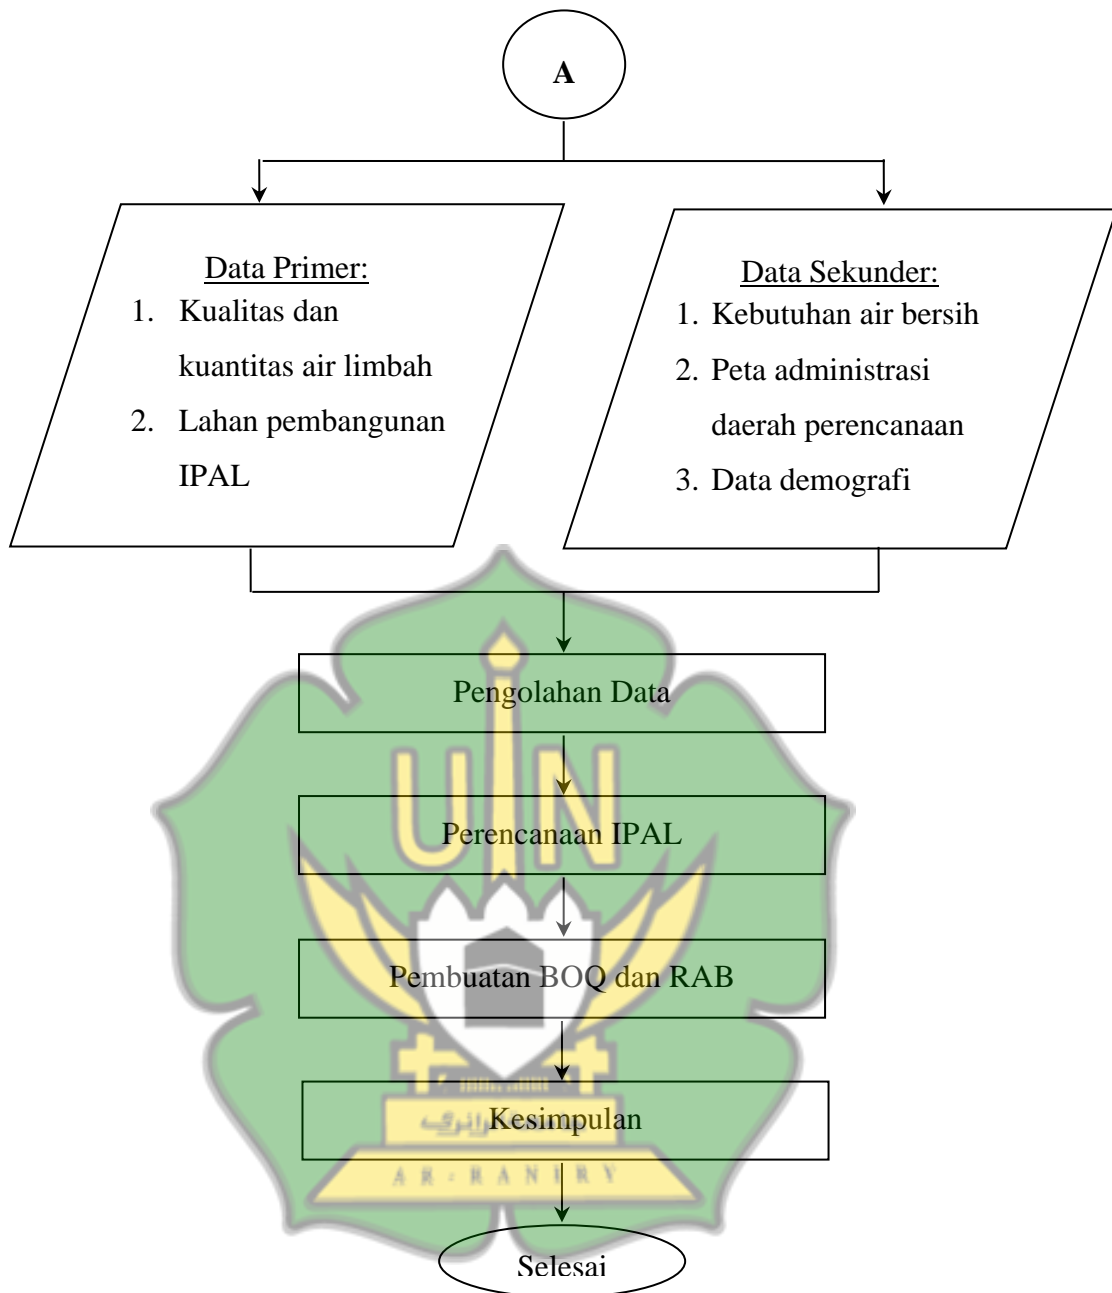 A
Data Primer:
1. Kualitas dan
kuantitas air limbah
2. Lahan pembangunan
IPAL
Data Sekunder:
1. Kebutuhan air bersih
2. Peta administrasi
daerah perencanaan
3. Data demografi
Pengolahan Data
UIN
Perencanaan IPAL
Pembuatan BOQ dan RAB
Kesimpulan
AR-RANIRY
Selesai